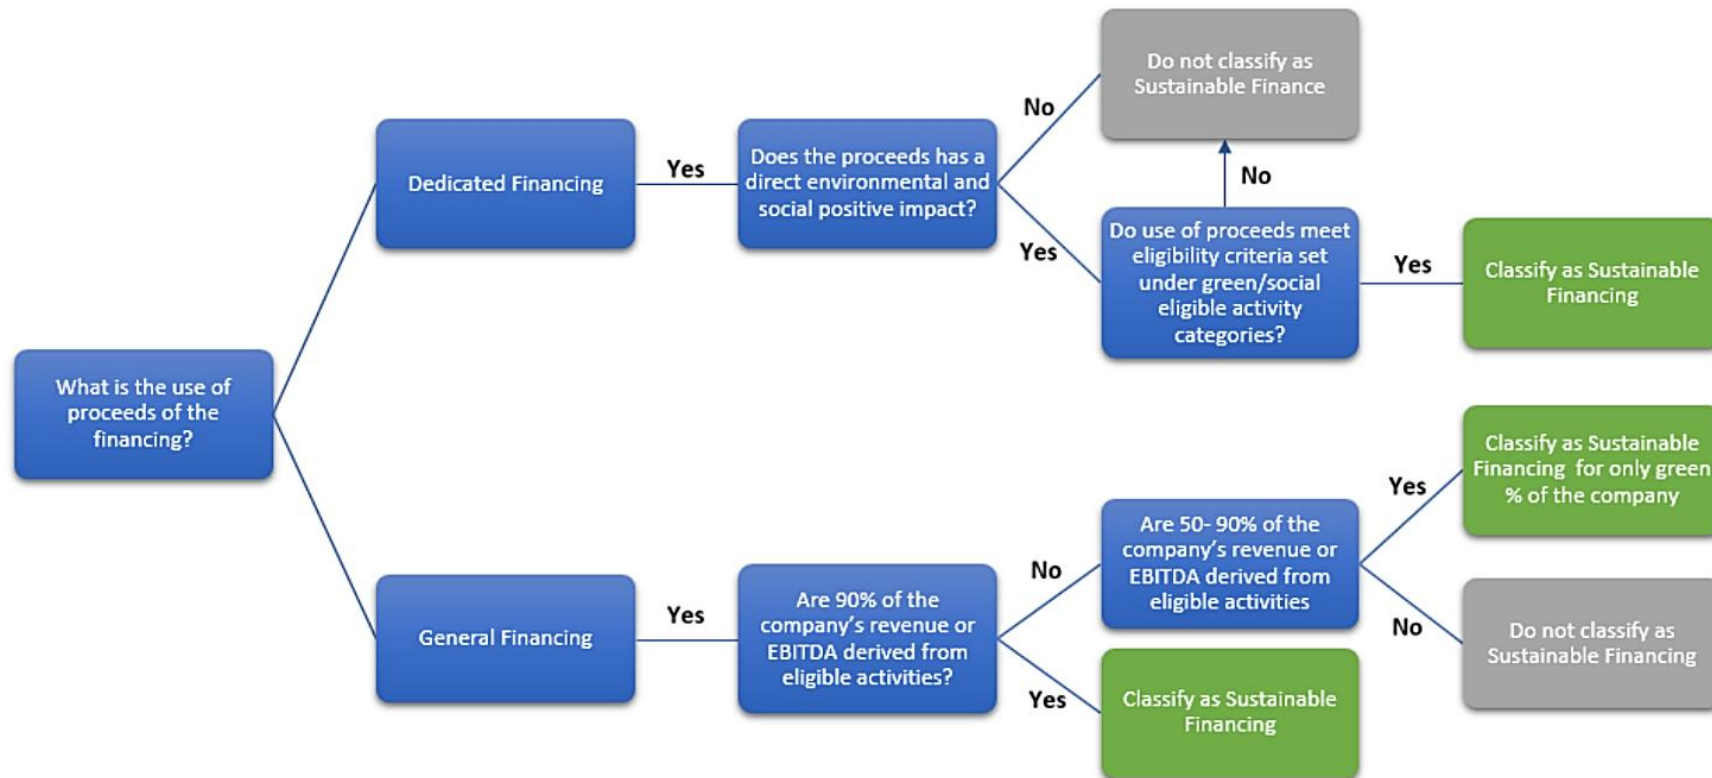 Do not classify as
Sustainable Finance
No
Dedicated Financing
Yes
Does the proceeds has a
direct environmental and
social positive impact?
No
Yes
Do use of proceeds meet
eligibility criteria set
under green/social
eligible activity
categories?
Yes
Classify as Sustainable
Financing
What is the use of
proceeds of the
financing?
Classify as Sustainable
Financing for only green
% of the company
Yes
Are 50- 90% of the
company's revenue or
EBITDA derived from
eligible activities
No
General Financing
Yes
Are 90% of the
company's revenue or
EBITDA derived from
eligible activities?
No
Do not classify as
Sustainable Financing
Yes
Classify as Sustainable
Financing